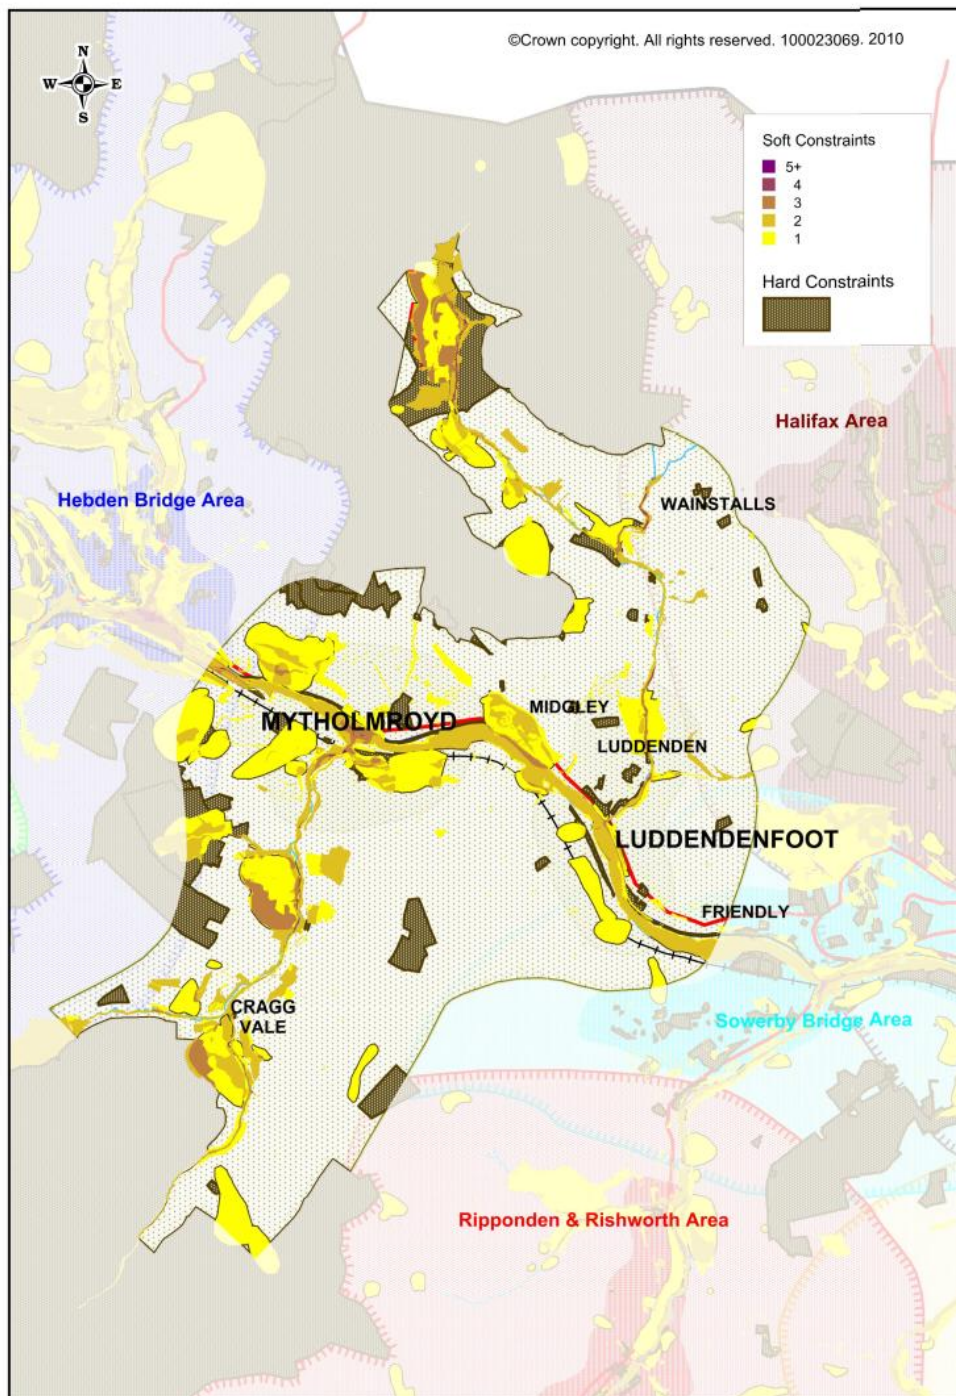 ©Crown copyright. All rights reserved. 100023069. 2010
N
W E
S
Soft Constraints
5+
4
3
2
1
Hard Constraints
Halifax Area
Hebden Bridge Area
WAINSTALLS
MIDGLEY
MYTHOLMROYD
LUDDENDEN
LUDDENDENFOOT
FRIENDLY
CRAGG
VALE
Sowerby Bridge Area
Ripponden & Rishworth Area